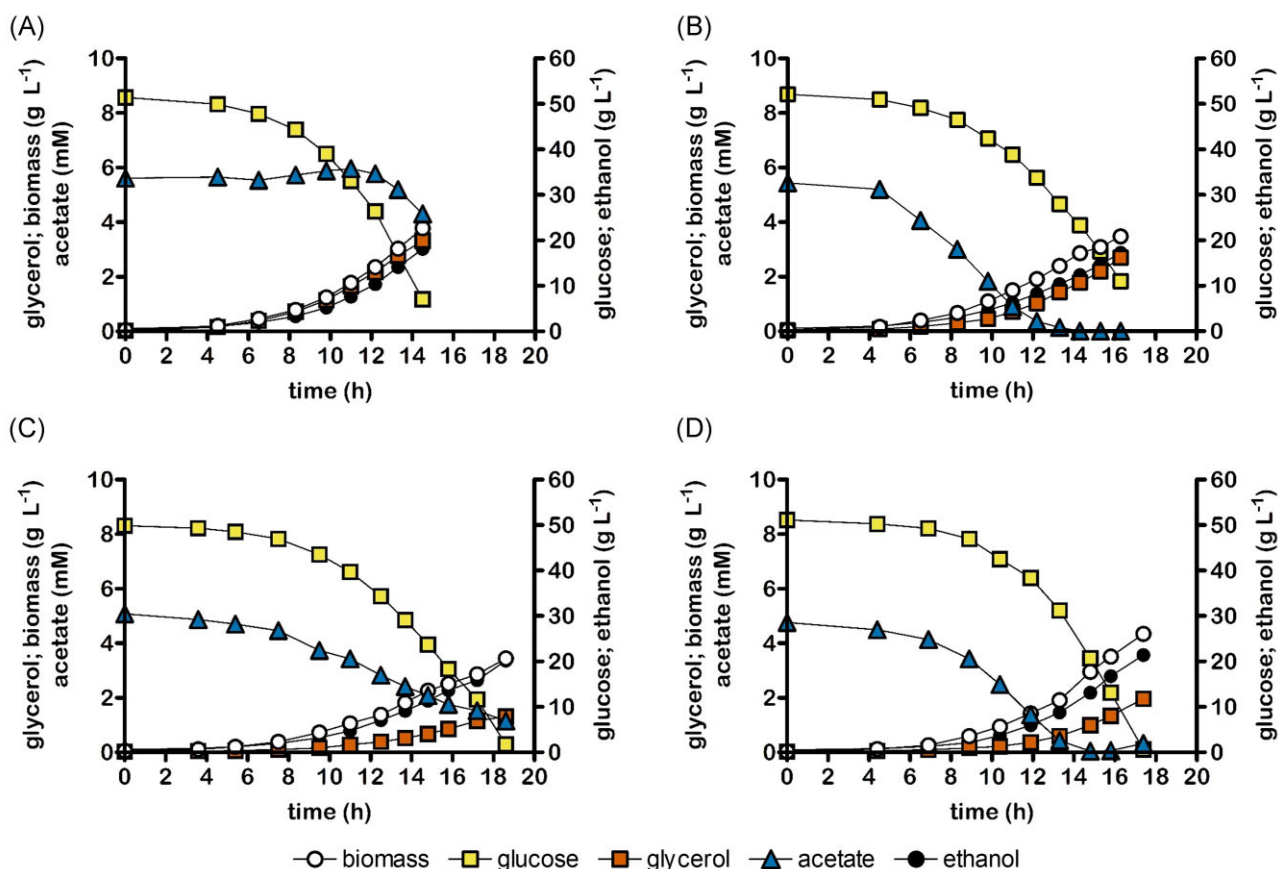 (A)
glycerol; biomass (g L⁻¹)
acetate (mM)
10
8
6
4
2
0
60
50
40
30
20
10
0
glucose; ethanol (g L⁻¹)
0 2 4 6 8 10 12 14 16 18 20
time (h)
(B)
glycerol; biomass (g L⁻¹)
acetate (mM)
10
8
6
4
2
0
60
50
40
30
20
10
0
glucose; ethanol (g L⁻¹)
0 2 4 6 8 10 12 14 16 18 20
time (h)
(C)
glycerol; biomass (g L⁻¹)
acetate (mM)
10
8
6
4
2
0
60
50
40
30
20
10
0
glucose; ethanol (g L⁻¹)
0 2 4 6 8 10 12 14 16 18 20
time (h)
(D)
glycerol; biomass (g L⁻¹)
acetate (mM)
10
8
6
4
2
0
60
50
40
30
20
10
0
glucose; ethanol (g L⁻¹)
0 2 4 6 8 10 12 14 16 18 20
time (h)
biomass glucose glycerol acetate ethanol